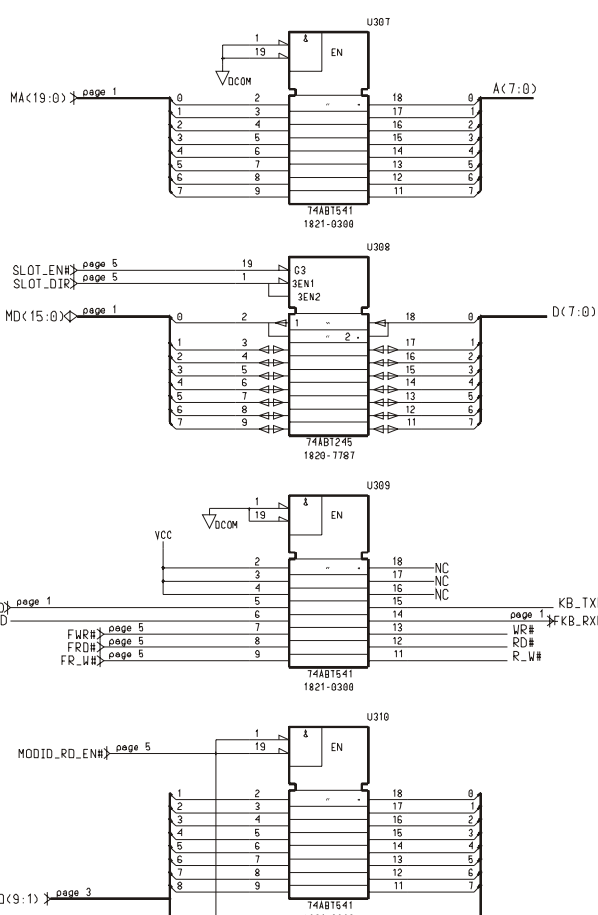 U307
1
19
&
EN
DCOM
MA(19:0) page 1
A(7:0)
0 2 18 0
1 3 17 1
2 4 16 2
3 5 15 3
4 6 14 4
5 7 13 5
6 8 12 6
7 9 11 7
74ABT541
1821-0300
U308
SLOT_EN# page 5 19 G3
SLOT_DIR page 5 1 3EN1
3EN2
MD(15:0) page 1
D(7:0)
0 2 1 18 0
2
1 3 17 1
2 4 16 2
3 5 15 3
4 6 14 4
5 7 13 5
6 8 12 6
7 9 11 7
74ABT245
1820-7787
U309
1
19
&
EN
DCOM
VCC
2 18 NC
3 17 NC
4 16 NC
page 1 5 15 KB_TX
6 14 page 1 FKB_RX
FWR# page 5 7 13 WR#
FRD# page 5 8 12 RD#
FR_W# page 5 9 11 R_W#
74ABT541
1821-0300
U310
1
MODID_RD_EN# page 5 19
&
EN
1 2 18 0
2 3 17 1
3 4 16 2
4 5 15 3
5 6 14 4
6 7 13 5
7 8 12 6
8 9 11 7
(9:1) page 3
74ABT541